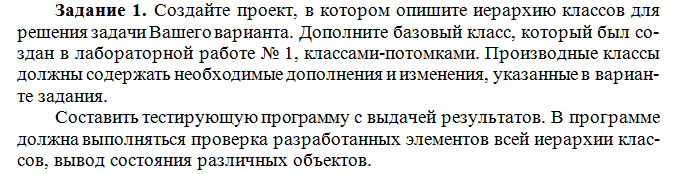 Задание 1. Создайте проект, в котором опишите иерархию классов для
решения задачи Вашего варианта. Дополните базовый класс, который был со-
здан в лабораторной работе № 1, классами-потомками. Производные классы
должны содержать необходимые дополнения и изменения, указанные в вариан-
те задания.
Составить тестирующую программу с выдачей результатов. В программе
должна выполняться проверка разработанных элементов всей иерархии клас-
сов, вывод состояния различных объектов.